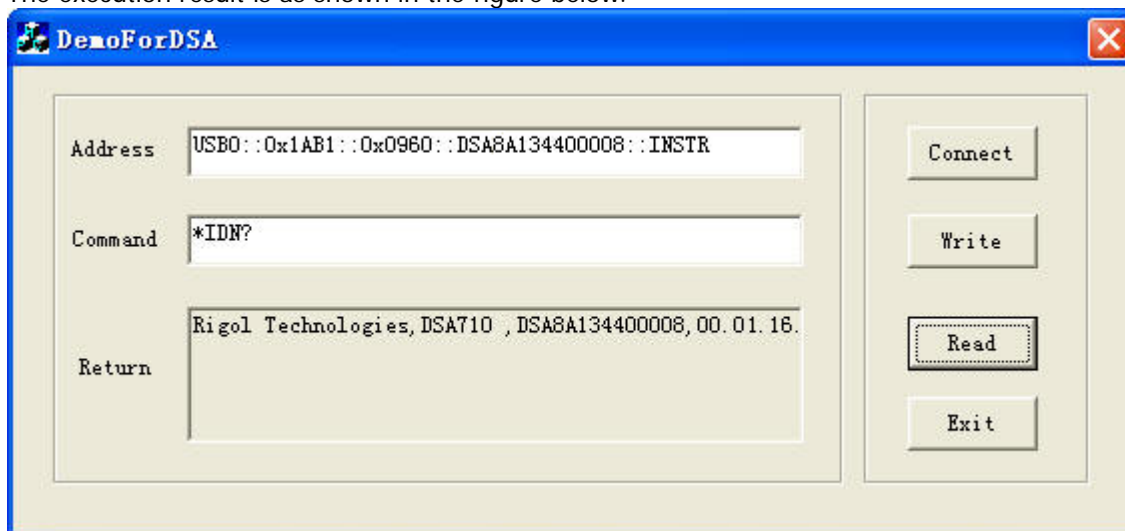 The execution result is as shown in the figure below.
DemoForDSA
Address
USB0::0x1AB1::0x0960::DSA8A134400008::INSTR
Connect
Command
*IDN?
Write
Return
Rigol Technologies,DSA710 ,DSA8A134400008,00.01.16.
Read
Exit